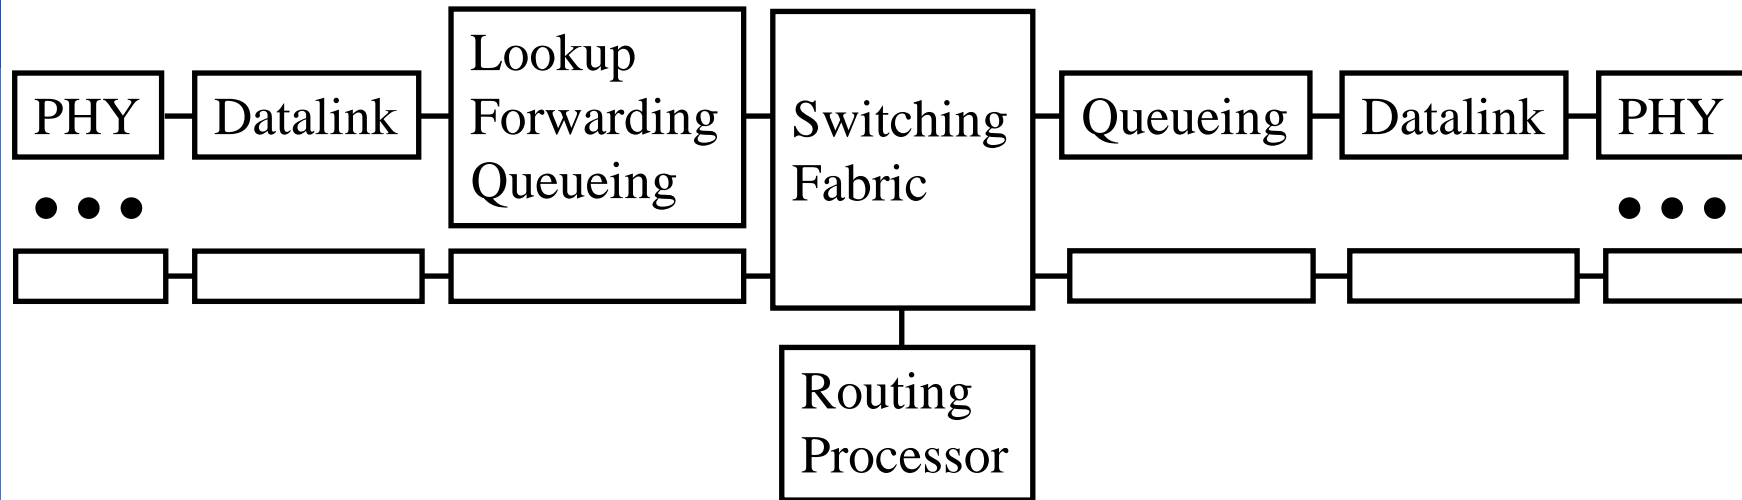 PHY
Datalink
Lookup
Forwarding
Queueing
Switching
Fabric
Queueing
Datalink
PHY
Routing
Processor